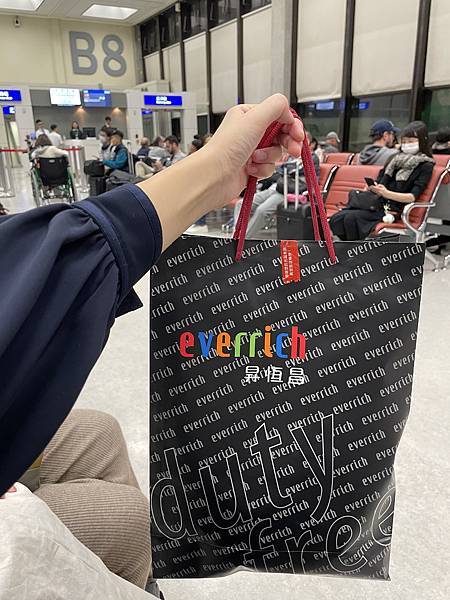 B8
everrich
昇恆昌
duty
free